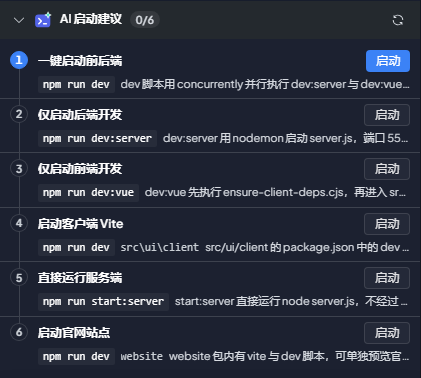 AI 启动建议 0/6
1 一键启动前后端 启动
npm run dev dev 脚本用 concurrently 并行执行 dev:server 与 dev:vue...
2 仅启动后端开发 启动
npm run dev:server dev:server 用 nodemon 启动 server.js，端口 55...
3 仅启动前端开发 启动
npm run dev:vue dev:vue 先执行 ensure-client-deps.cjs，再进入 sr...
4 启动客户端 Vite 启动
npm run dev src\ui\client src/ui/client 的 package.json 中的 dev ...
5 直接运行服务端 启动
npm run start:server start:server 直接运行 node server.js，不经过 ...
6 启动官网站点 启动
npm run dev website website 包内有 vite 与 dev 脚本，可单独预览官...